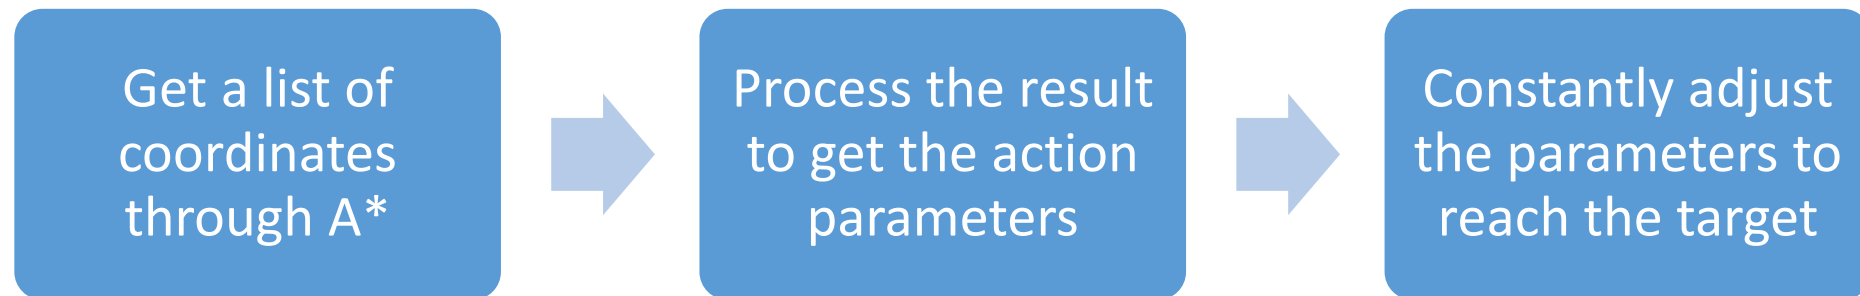 Get a list of
coordinates
through A*
Process the result
to get the action
parameters
Constantly adjust
the parameters to
reach the target